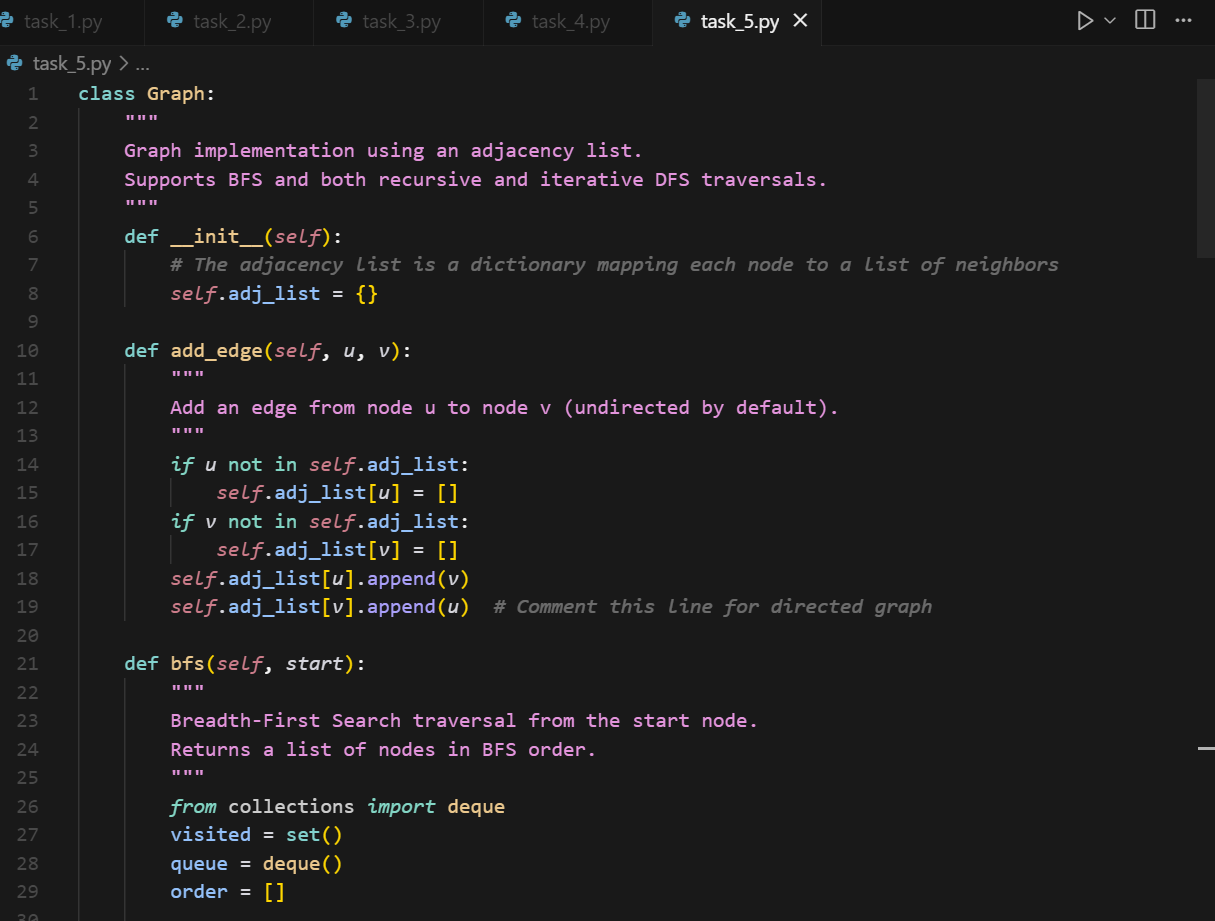 task_1.py task_2.py task_3.py task_4.py task_5.py
task_5.py > ...
1 class Graph:
2     """
3     Graph implementation using an adjacency list.
4     Supports BFS and both recursive and iterative DFS traversals.
5     """
6     def __init__(self):
7         # The adjacency list is a dictionary mapping each node to a list of neighbors
8         self.adj_list = {}
9
10     def add_edge(self, u, v):
11         """
12         Add an edge from node u to node v (undirected by default).
13         """
14         if u not in self.adj_list:
15             self.adj_list[u] = []
16         if v not in self.adj_list:
17             self.adj_list[v] = []
18         self.adj_list[u].append(v)
19         self.adj_list[v].append(u)  # Comment this line for directed graph
20
21     def bfs(self, start):
22         """
23         Breadth-First Search traversal from the start node.
24         Returns a list of nodes in BFS order.
25         """
26         from collections import deque
27         visited = set()
28         queue = deque()
29         order = []
30